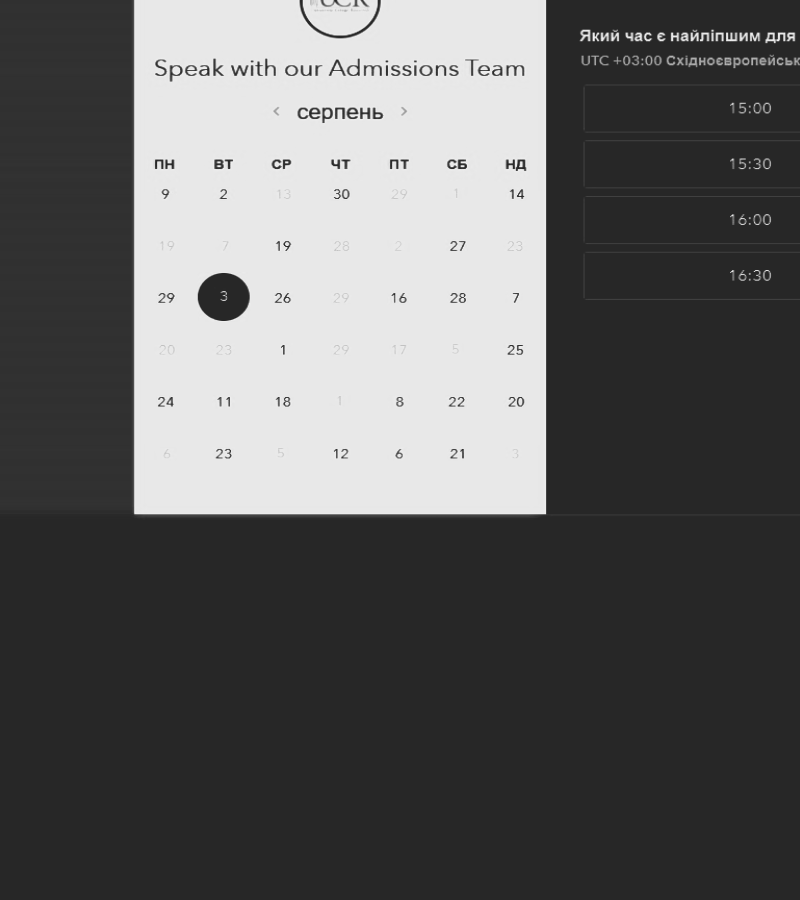 UCR
Speak with our Admissions Team
< серпень >
ПН ВТ СР ЧТ ПТ СБ НД
9 2 13 30 29 1 14
19 7 19 28 2 27 23
29 3 26 29 16 28 7
20 23 1 29 17 5 25
24 11 18 1 8 22 20
6 23 5 12 6 21 3
Який час є найліпшим для
UTC +03:00 Східноєвропейськ
15:00
15:30
16:00
16:30